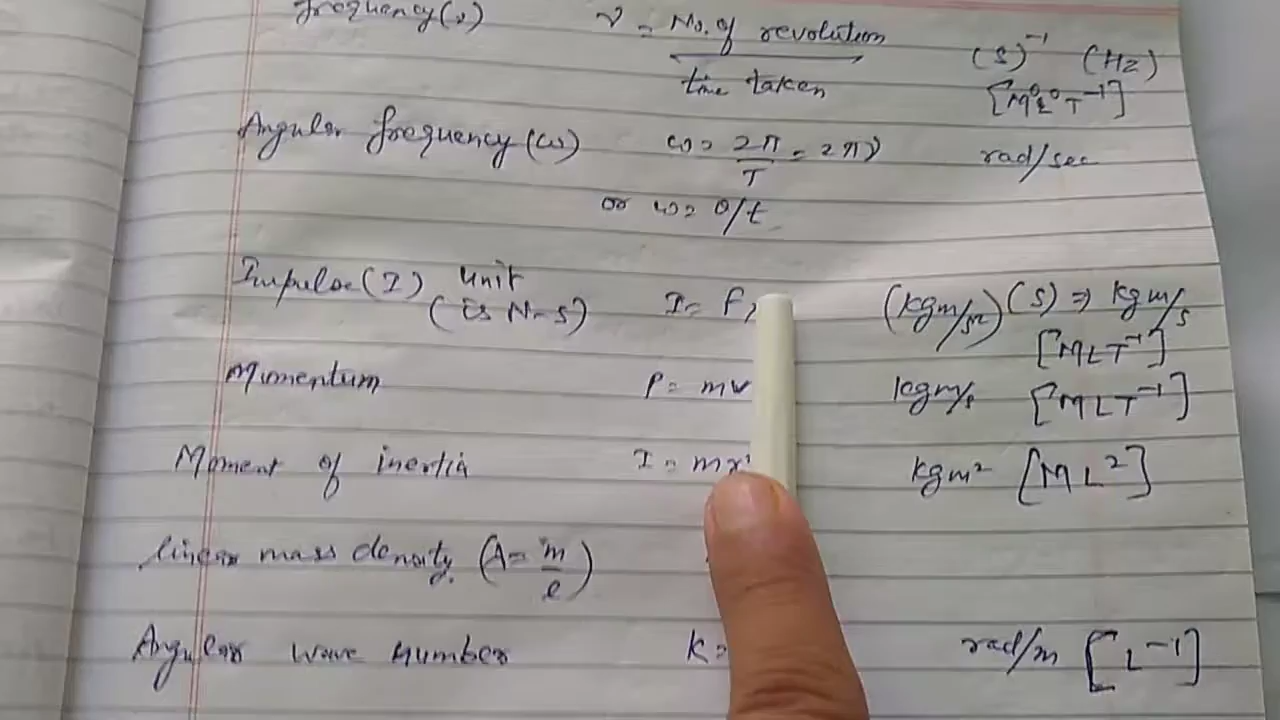 frequency(ν) ν = No. of revolution / time taken (S)⁻¹ (Hz)
[M⁰L⁰T⁻¹]
Angular frequency(ω) ω = 2π/T = 2πν rad/sec
or ω = θ/t
Impulse(I) unit (is N-s) I = F (kgm/s²)(s) ⇒ kgm/s
[MLT⁻¹]
Momentum P = mv kgm/s [MLT⁻¹]
Moment of inertia I = mr² kgm² [ML²]
linear mass density (λ = m/l)
Angular wave number K = rad/m [L⁻¹]